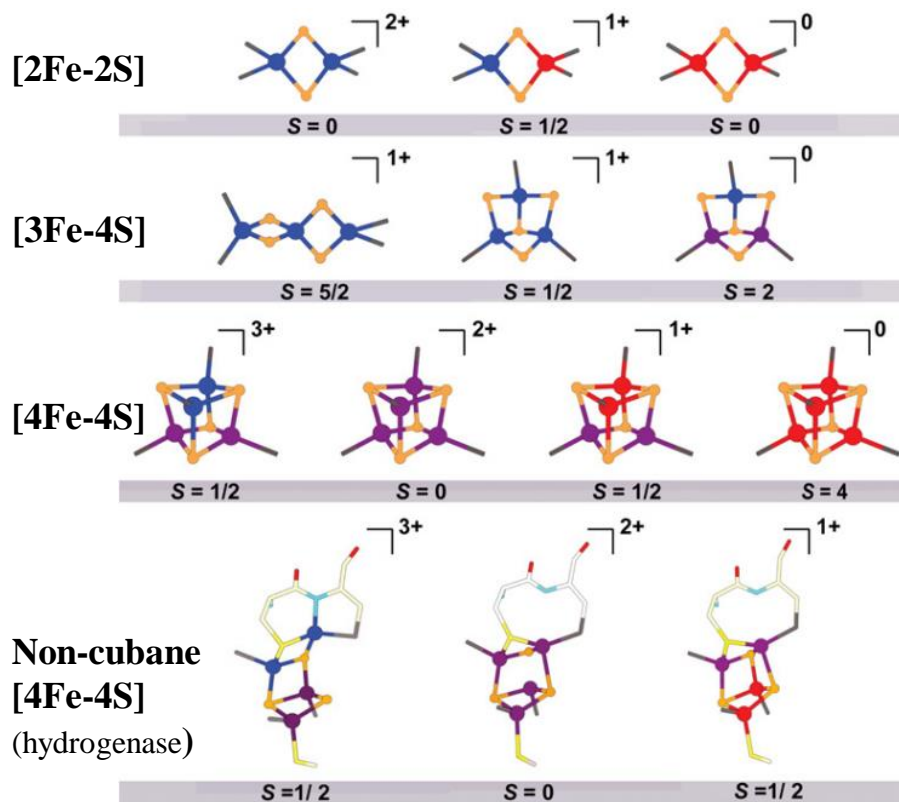 2+ 1+ 0
[2Fe-2S]
S = 0 S = 1/2 S = 0
1+ 1+ 0
[3Fe-4S]
S = 5/2 S = 1/2 S = 2
3+ 2+ 1+ 0
[4Fe-4S]
S = 1/2 S = 0 S = 1/2 S = 4
3+ 2+ 1+
Non-cubane
[4Fe-4S]
(hydrogenase)
S =1/ 2 S = 0 S =1/2